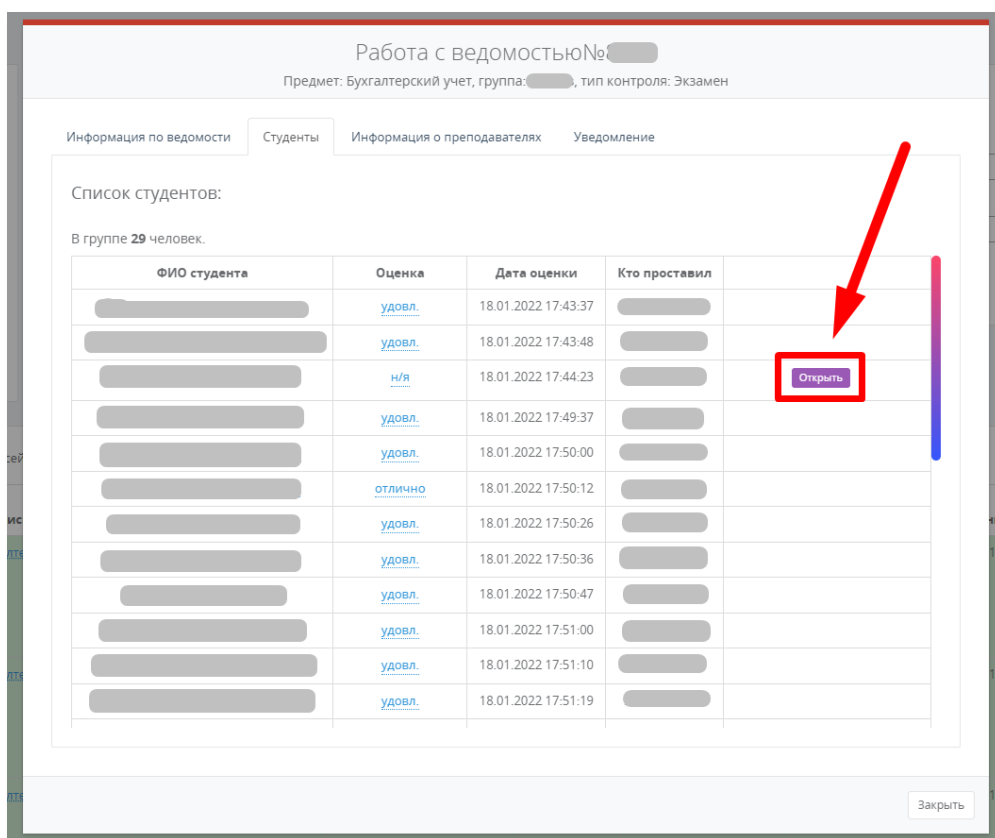 Работа с ведомостью№
Предмет: Бухгалтерский учет, группа: , тип контроля: Экзамен
Информация по ведомости Студенты Информация о преподавателях Уведомление
Список студентов:
В группе 29 человек.
ФИО студента Оценка Дата оценки Кто проставил
удовл. 18.01.2022 17:43:37
удовл. 18.01.2022 17:43:48
н/я 18.01.2022 17:44:23 Открыть
удовл. 18.01.2022 17:49:37
удовл. 18.01.2022 17:50:00
отлично 18.01.2022 17:50:12
удовл. 18.01.2022 17:50:26
удовл. 18.01.2022 17:50:36
удовл. 18.01.2022 17:50:47
удовл. 18.01.2022 17:51:00
удовл. 18.01.2022 17:51:10
удовл. 18.01.2022 17:51:19
Закрыть